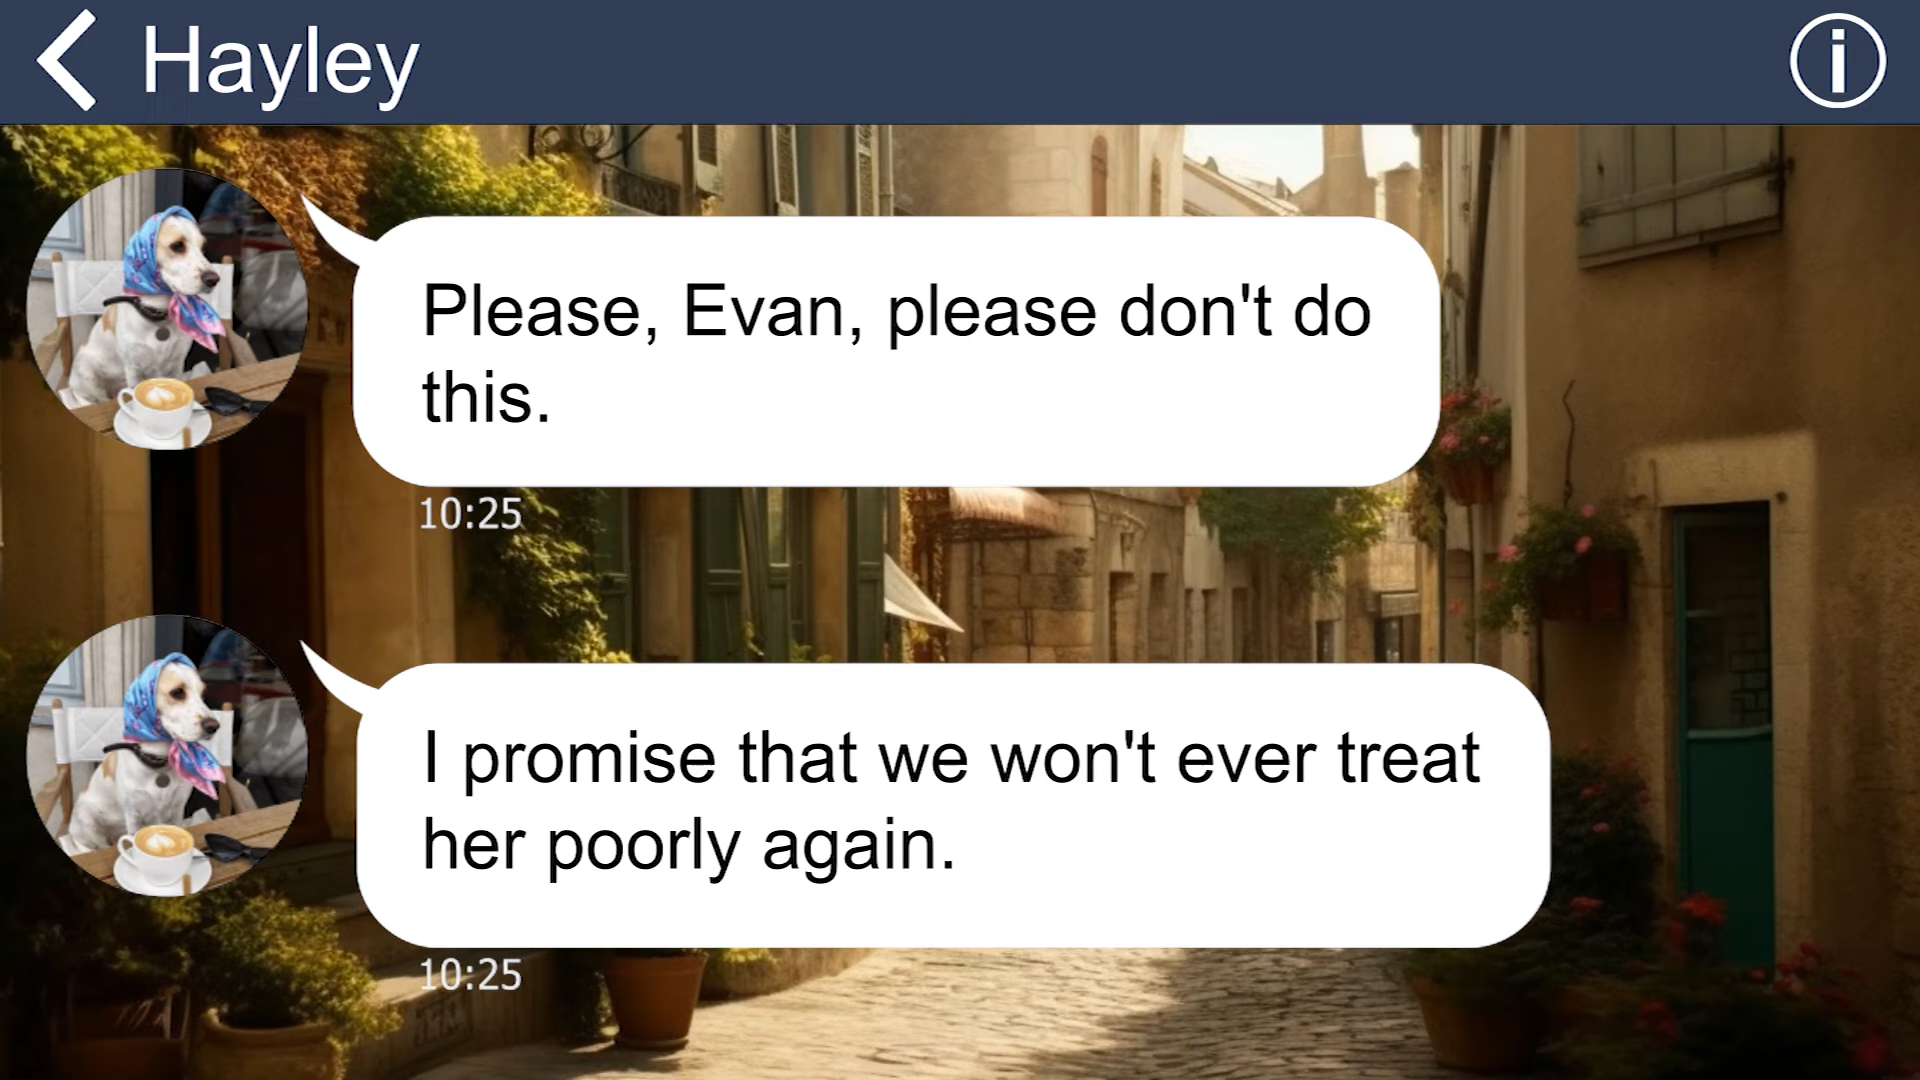 Hayley
Please, Evan, please don't do
this.
10:25
I promise that we won't ever treat
her poorly again.
10:25